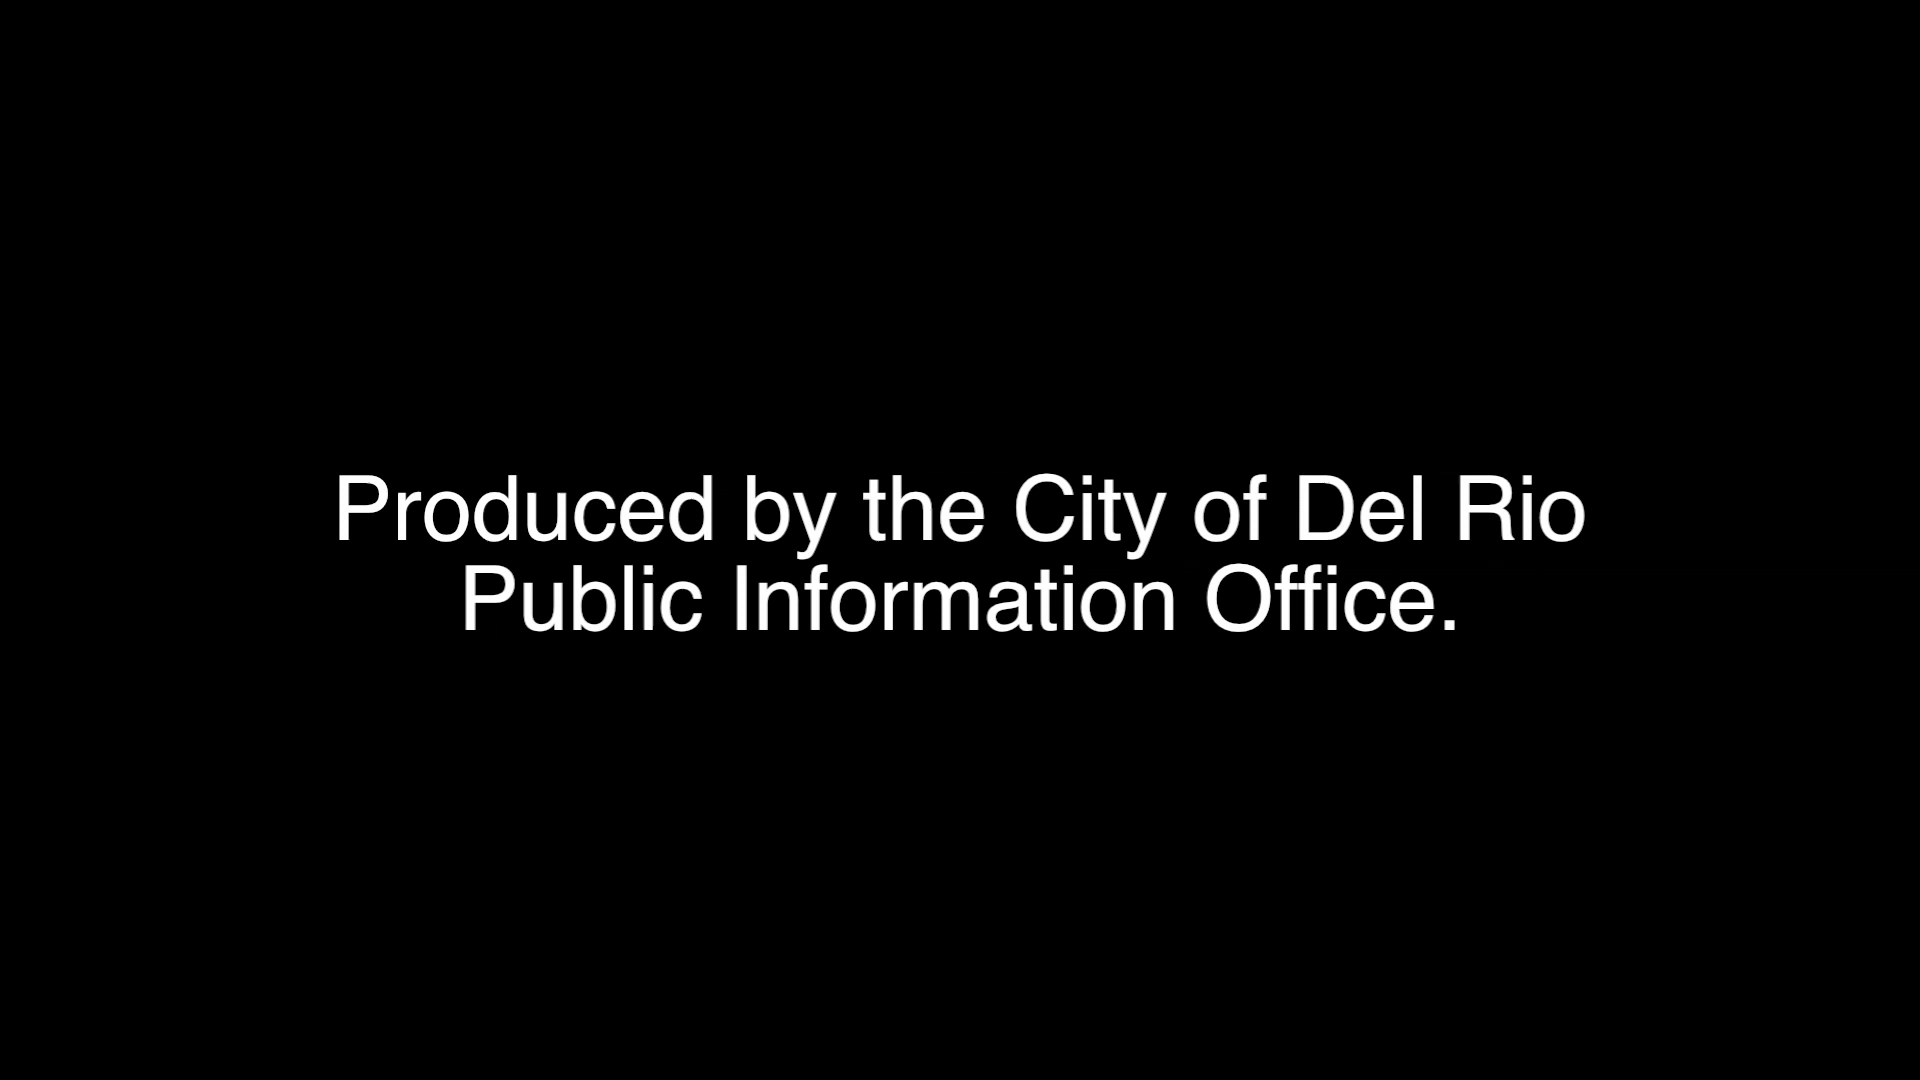 Produced by the City of Del Rio
Public Information Office.